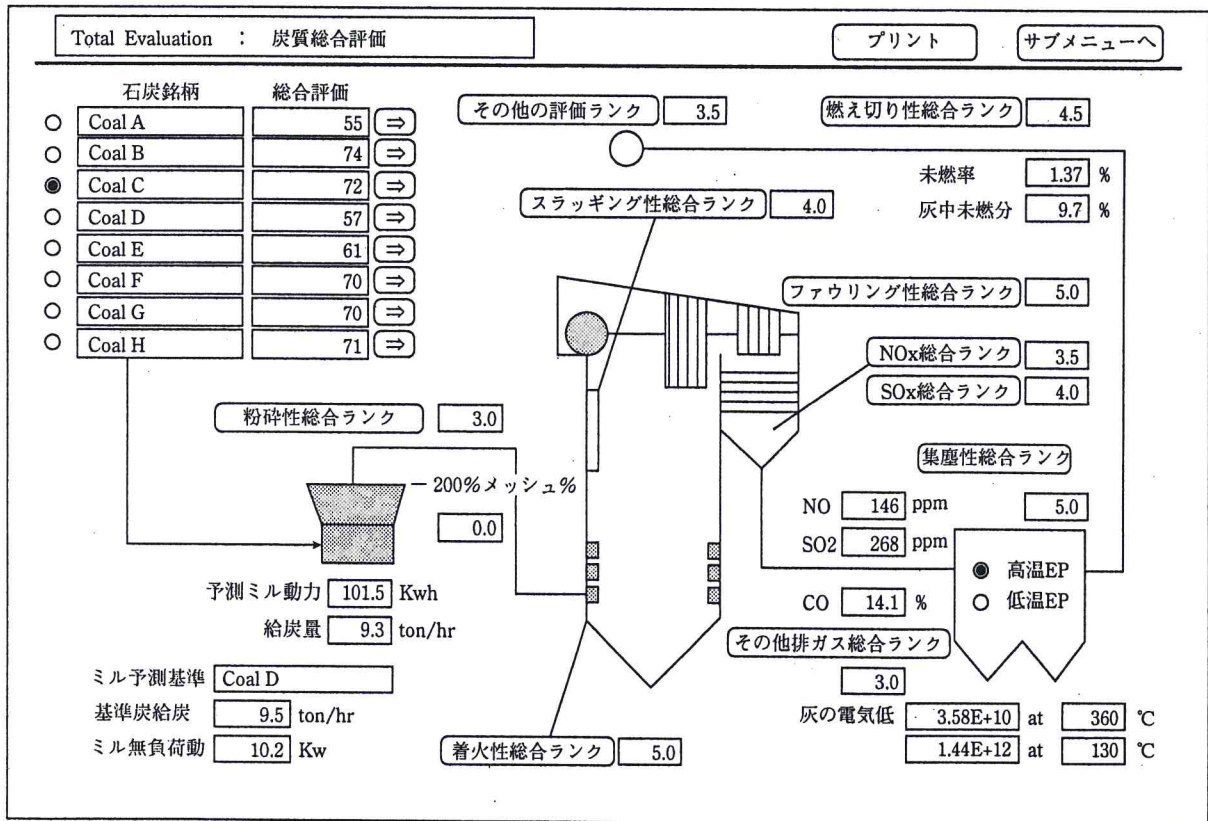 Total Evaluation : 炭質総合評価
プリント
サブメニューへ
石炭銘柄 総合評価
Coal A 55 ⇒
Coal B 74 ⇒
Coal C 72 ⇒
Coal D 57 ⇒
Coal E 61 ⇒
Coal F 70 ⇒
Coal G 70 ⇒
Coal H 71 ⇒
その他の評価ランク 3.5
燃え切り性総合ランク 4.5
未燃率 1.37 %
灰中未燃分 9.7 %
スラッギング性総合ランク 4.0
ファウリング性総合ランク 5.0
NOx総合ランク 3.5
SOx総合ランク 4.0
粉砕性総合ランク 3.0
集塵性総合ランク
5.0
－200%メッシュ%
0.0
NO 146 ppm
SO2 268 ppm
高温EP
低温EP
予測ミル動力 101.5 Kwh
給炭量 9.3 ton/hr
CO 14.1 %
その他排ガス総合ランク
3.0
ミル予測基準 Coal D
基準炭給炭 9.5 ton/hr
ミル無負荷動 10.2 Kw
着火性総合ランク 5.0
灰の電気低 3.58E+10 at 360 ℃
1.44E+12 at 130 ℃